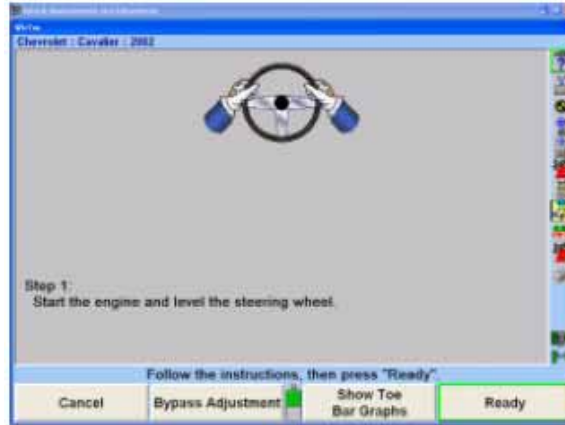 WinToe
Chevrolet : Cavalier : 2002
Step 1:
Start the engine and level the steering wheel.
Follow the instructions, then press "Ready".
Cancel
Bypass Adjustment
Show Toe
Bar Graphs
Ready